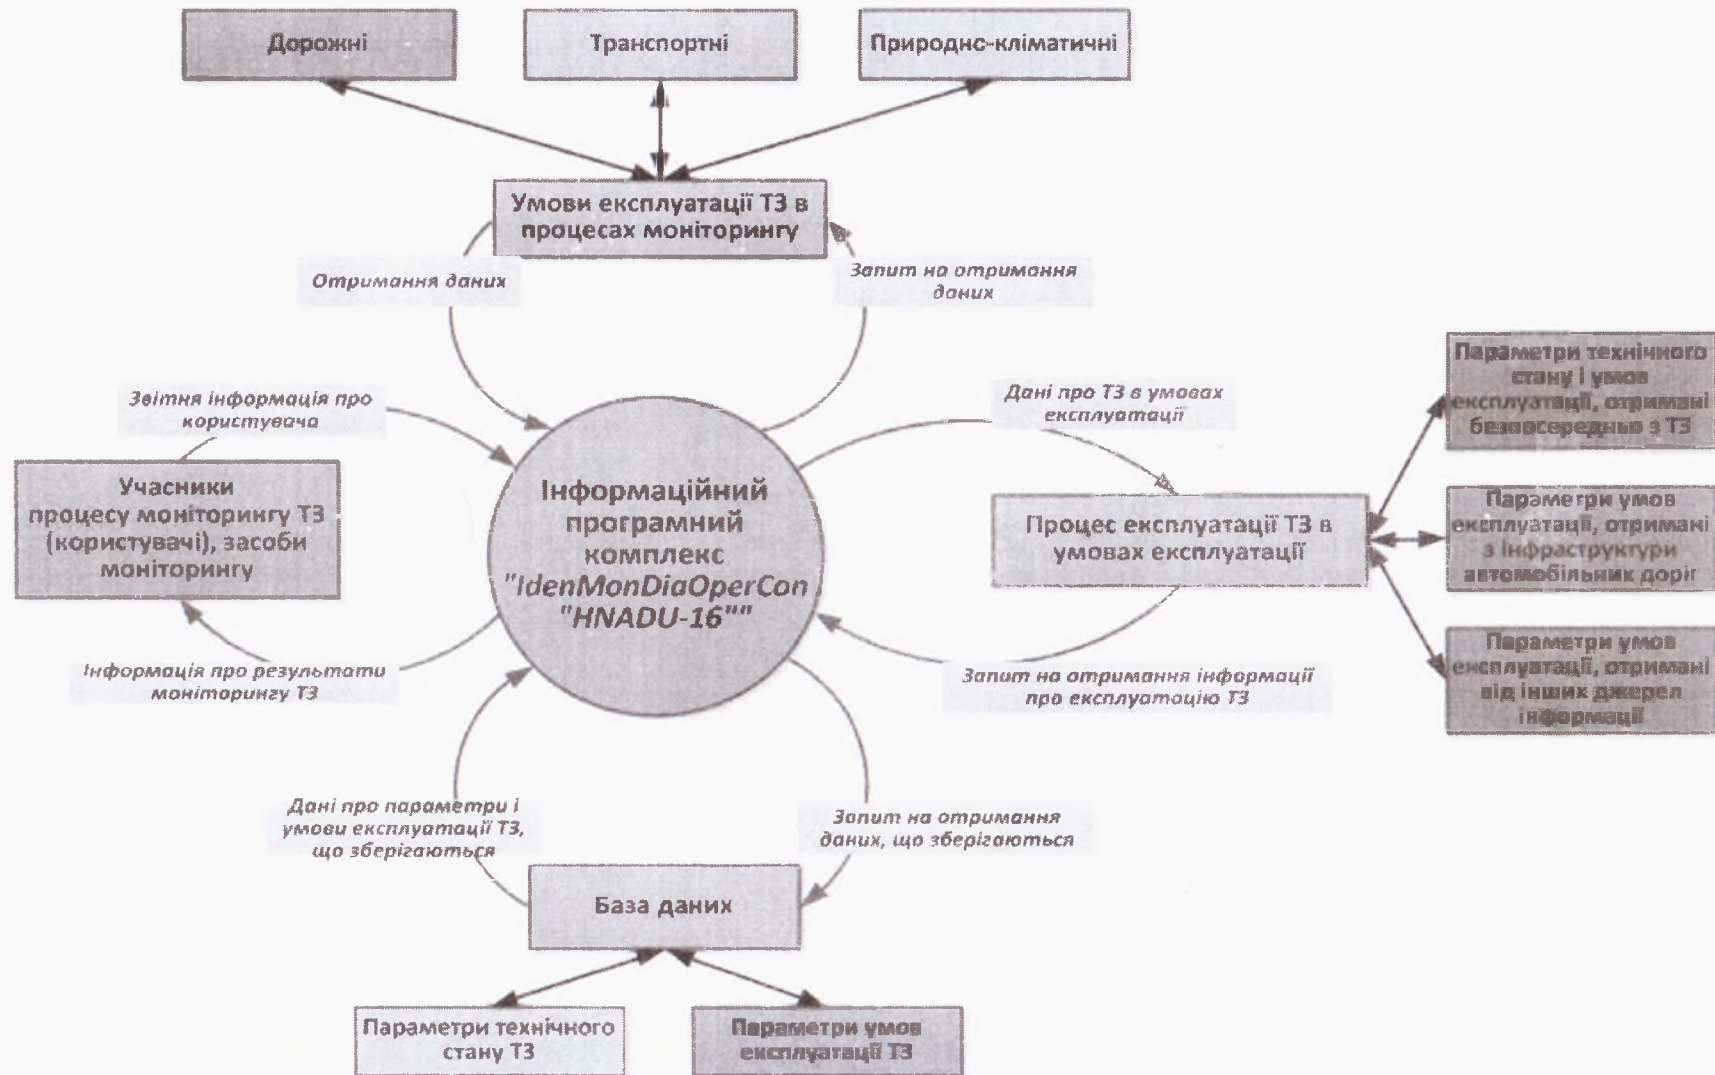 Дорожні
Транспортні
Природнс-кліматичні
Умови експлуатації ТЗ в
процесах моніторингу
Отримання даних
Запит на отримання
даних
Звітня інформація про
користувача
Дані про ТЗ в умовах
експлуатації
Параметри технічного
стану і умов
експлуатації, отримані
безпосередньо з ТЗ
Учасники
процесу моніторингу ТЗ
(користувачі), засоби
моніторингу
Інформаційний
програмний
комплекс
"IdenMonDiaOperCon
"HNADU-16""
Процес експлуатації ТЗ в
умовах експлуатації
Параметри умов
експлуатації, отримані
з інфраструктури
автомобільник доріг
Інформація про результати
моніторингу ТЗ
Запит на отримання інформації
про експлуатацію ТЗ
Параметри умов
експлуатації, отримані
від інших джерел
інформації
Дані про параметри і
умови експлуатації ТЗ,
що зберігаються
Запит на отримання
даних, що зберігаються
База даних
Параметри технічного
стану ТЗ
Параметри умов
експлуатації ТЗ